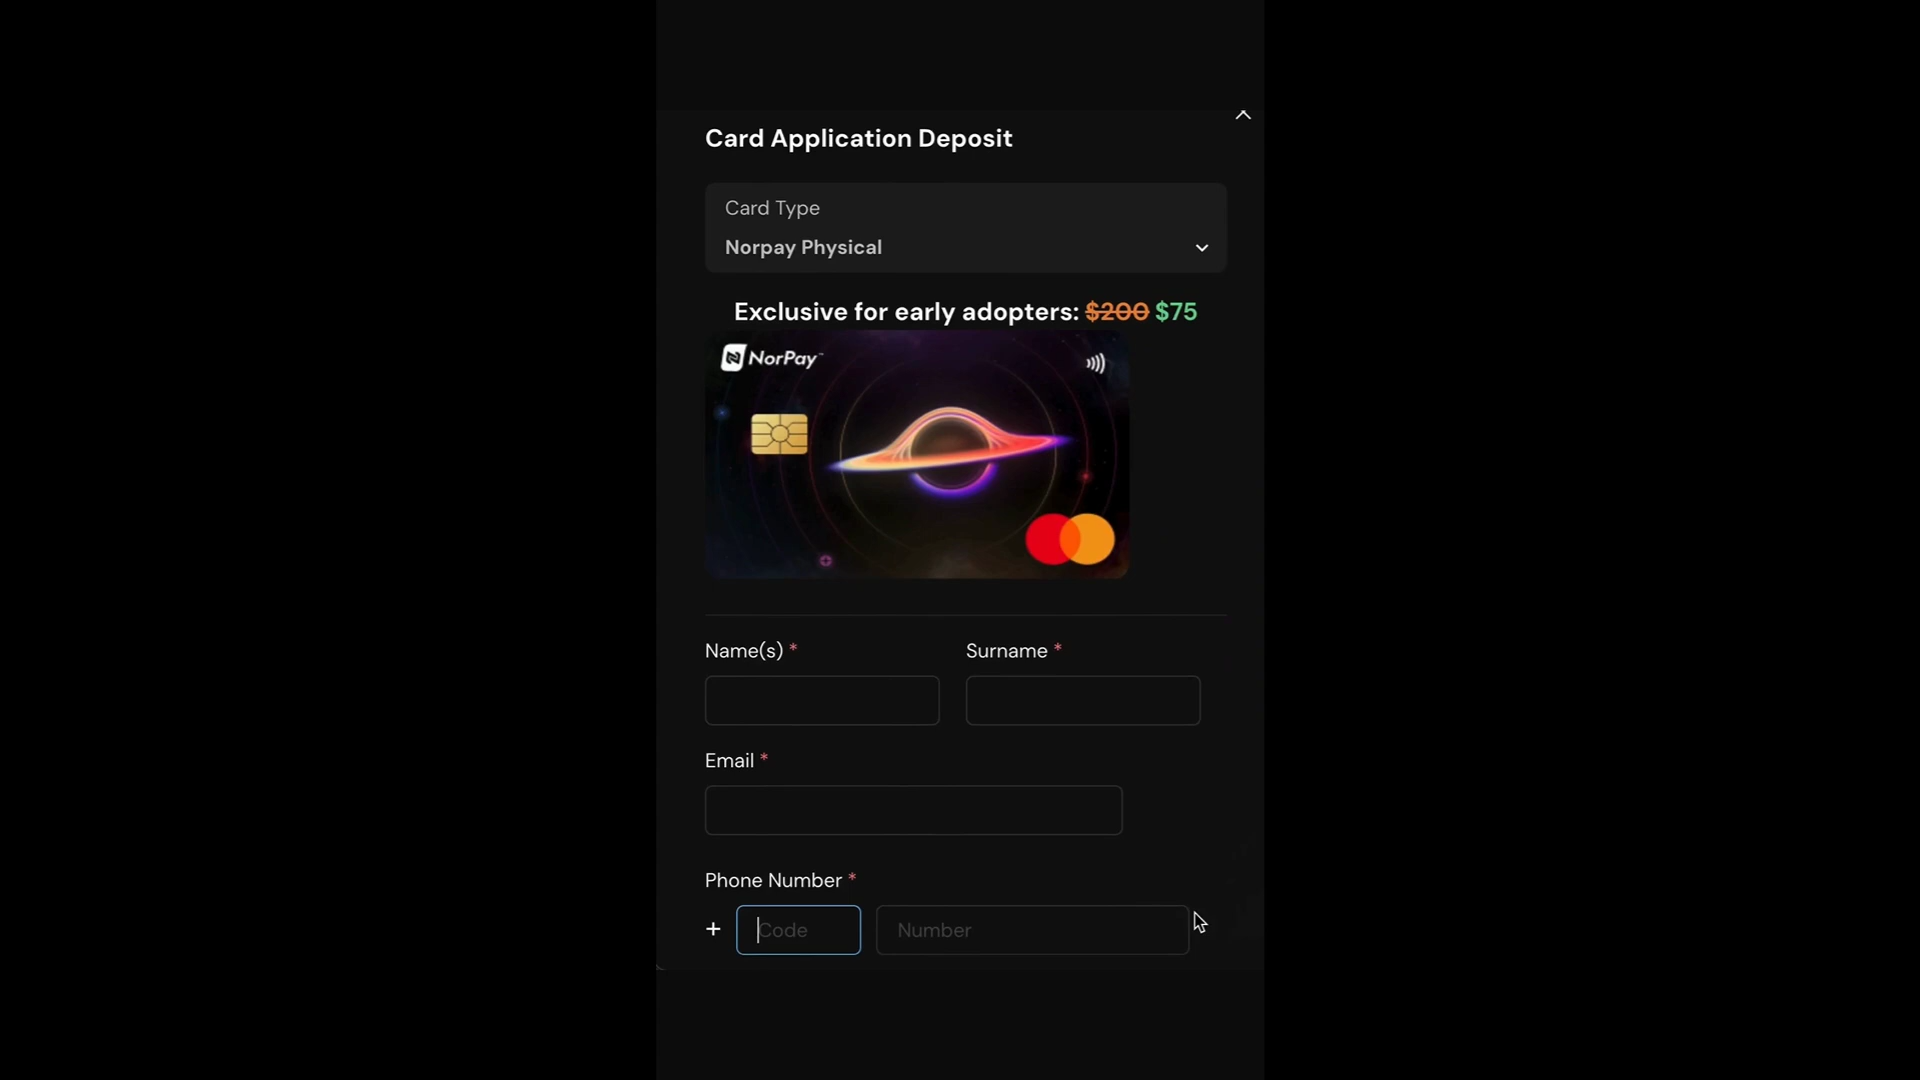 Card Application Deposit
Card Type
Norpay Physical
Exclusive for early adopters: $200 $75
NorPay™
Name(s) *
Surname *
Email *
Phone Number *
+ Code
Number